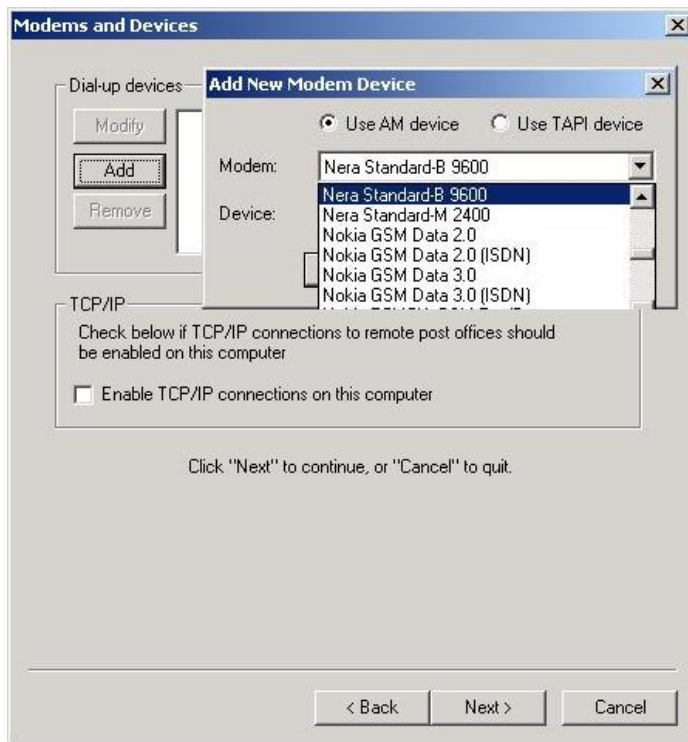 Modems and Devices
Dial-up devices
Add New Modem Device
Modify
Add
Remove
Use AM device
Use TAPI device
Modem:
Nera Standard-B 9600
Device:
Nera Standard-B 9600
Nera Standard-M 2400
Nokia GSM Data 2.0
Nokia GSM Data 2.0 (ISDN)
Nokia GSM Data 3.0
Nokia GSM Data 3.0 (ISDN)
TCP/IP
Check below if TCP/IP connections to remote post offices should
be enabled on this computer
Enable TCP/IP connections on this computer
Click "Next" to continue, or "Cancel" to quit.
< Back
Next >
Cancel